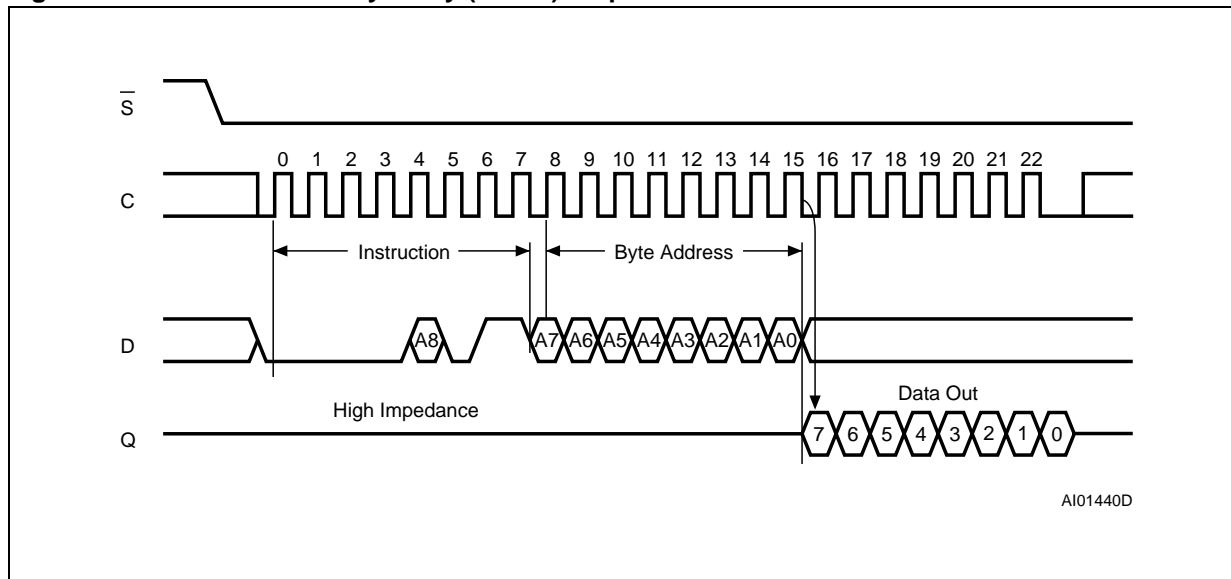 S
0 1 2 3 4 5 6 7 8 9 10 11 12 13 14 15 16 17 18 19 20 21 22
C
Instruction
Byte Address
D
A8
A7 A6 A5 A4 A3 A2 A1 A0
High Impedance
Data Out
Q
7 6 5 4 3 2 1 0
AI01440D